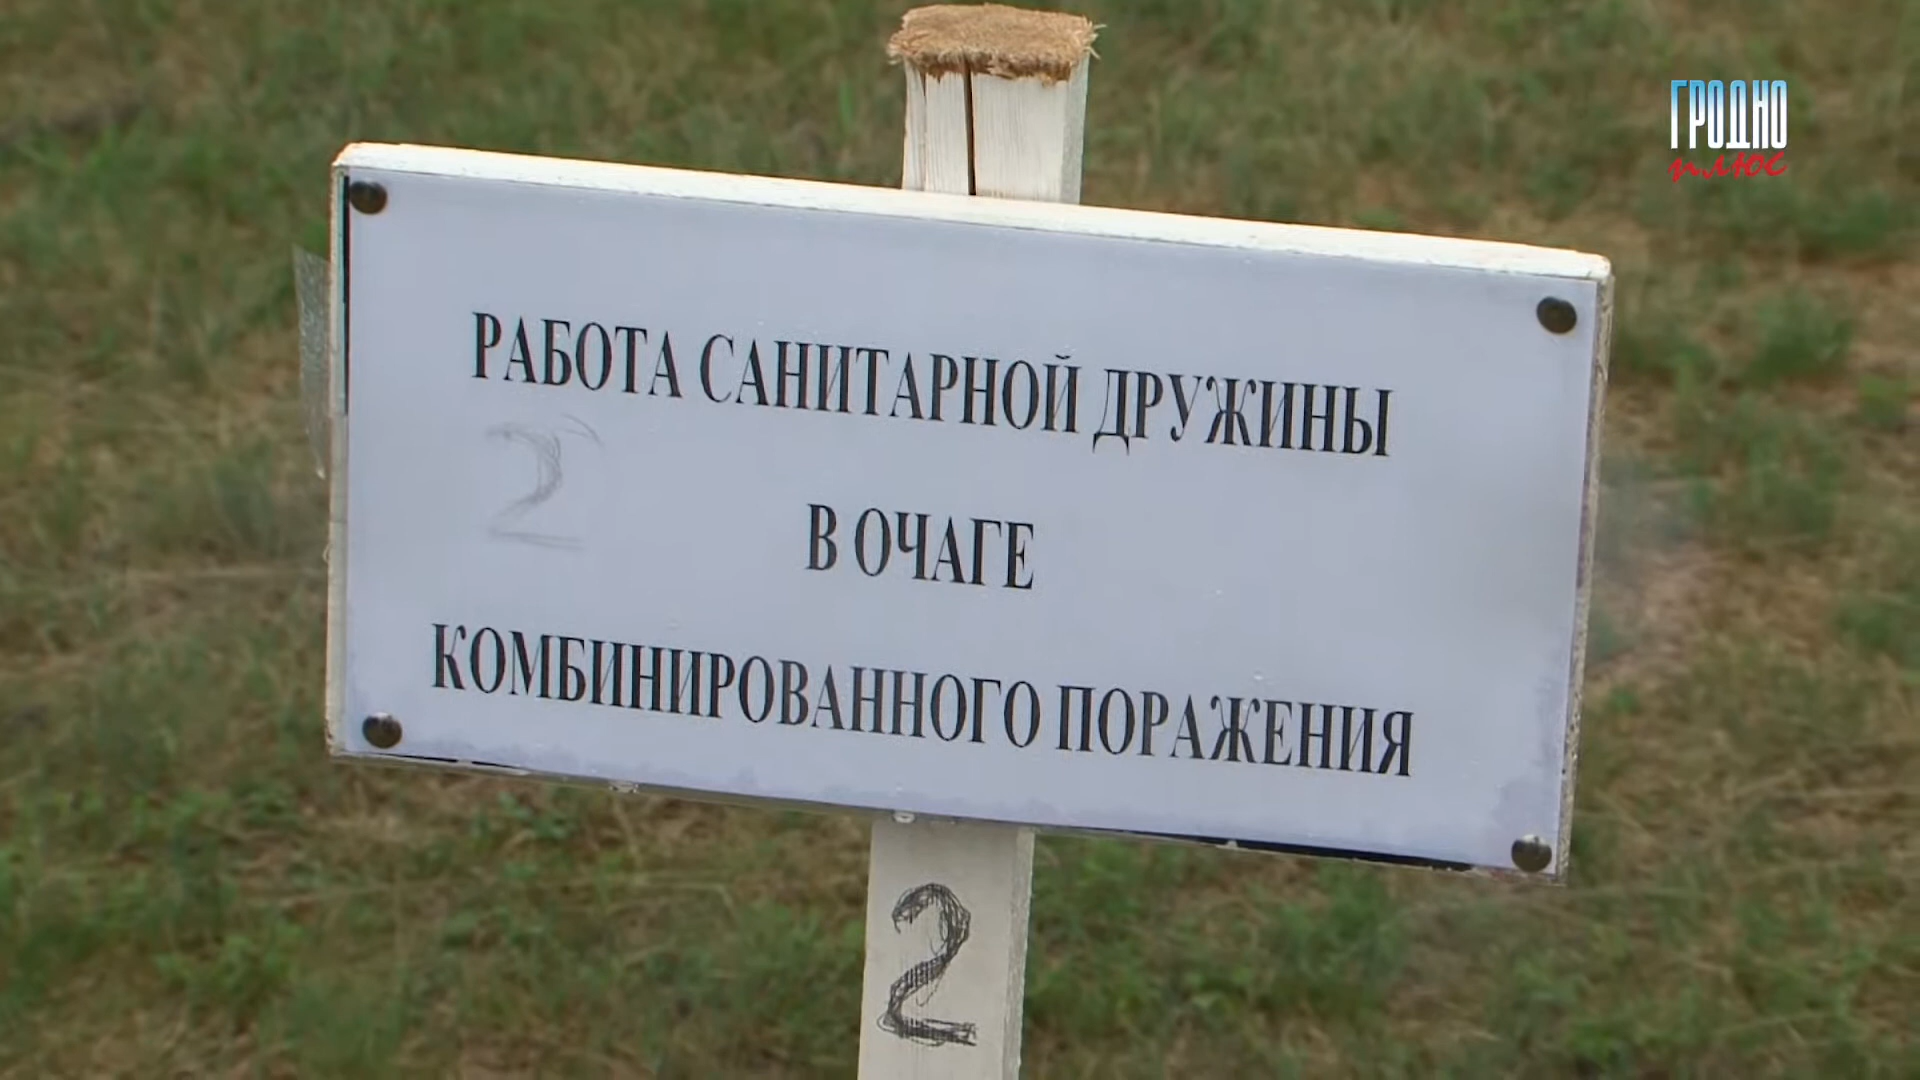 ГРОДНО
плюс
РАБОТА САНИТАРНОЙ ДРУЖИНЫ
2
В ОЧАГЕ
КОМБИНИРОВАННОГО ПОРАЖЕНИЯ
2